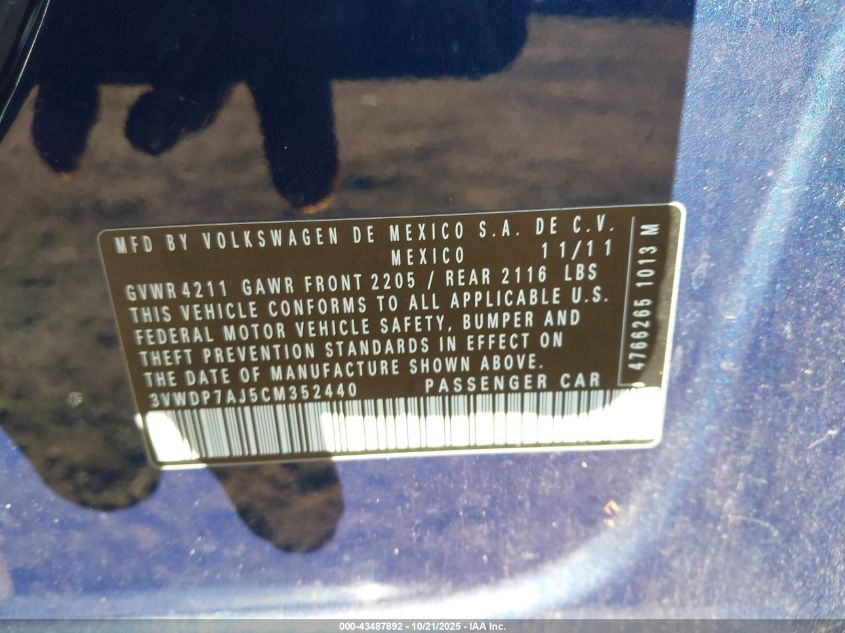 MFD BY VOLKSWAGEN DE MEXICO S.A. DE C.V.
MEXICO 11/11
GVWR 4211 GAWR FRONT 2205 / REAR 2116 LBS
THIS VEHICLE CONFORMS TO ALL APPLICABLE U.S.
FEDERAL MOTOR VEHICLE SAFETY, BUMPER AND
THEFT PREVENTION STANDARDS IN EFFECT ON
THE DATE OF MANUFACTURE SHOWN ABOVE.
3VWDP7AJ5CM352440 PASSENGER CAR
4766265 1013 M
000-43487892 - 10/21/2025 - IAA Inc.